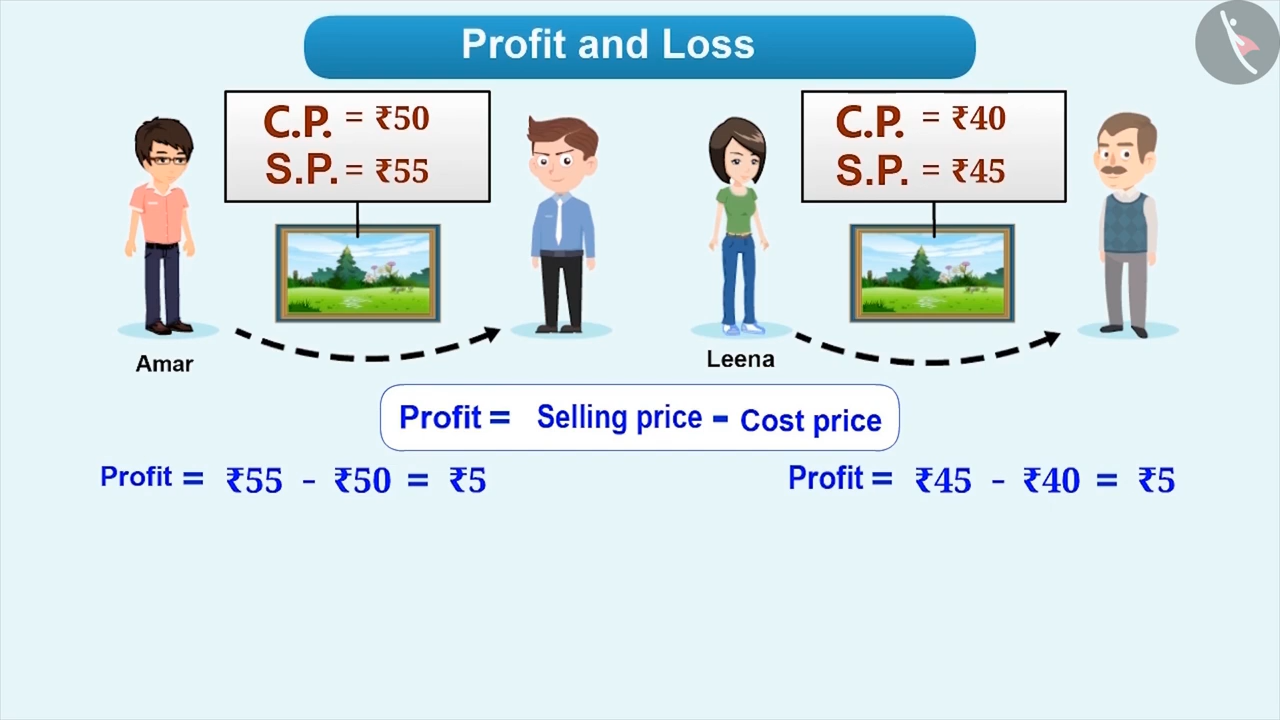 Profit and Loss
C.P. = ₹50
S.P. = ₹55
C.P. = ₹40
S.P. = ₹45
Amar
Leena
Profit = Selling price - Cost price
Profit = ₹55 - ₹50 = ₹5
Profit = ₹45 - ₹40 = ₹5